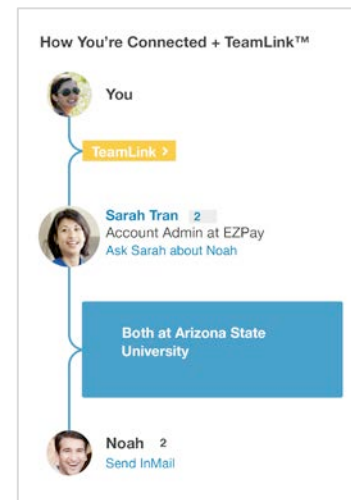 How You're Connected + TeamLink™
You
TeamLink >
Sarah Tran 2
Account Admin at EZPay
Ask Sarah about Noah
Both at Arizona State
University
Noah 2
Send InMail